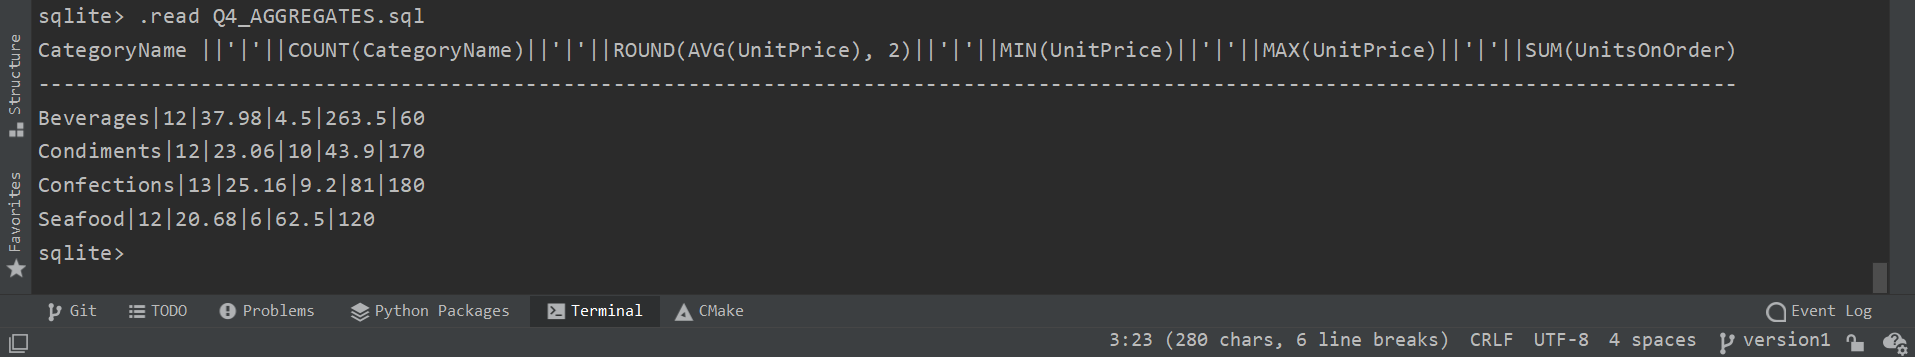 sqlite> .read Q4_AGGREGATES.sql
CategoryName ||'|'||COUNT(CategoryName)||'|'||ROUND(AVG(UnitPrice), 2)||'|'||MIN(UnitPrice)||'|'||MAX(UnitPrice)||'|'||SUM(UnitsOnOrder)
----------------------------------------------------------------------------------------------------------------------------------------
Beverages|12|37.98|4.5|263.5|60
Condiments|12|23.06|10|43.9|170
Confections|13|25.16|9.2|81|180
Seafood|12|20.68|6|62.5|120
sqlite>
Structure
Favorites
Git TODO Problems Python Packages Terminal CMake Event Log
3:23 (280 chars, 6 line breaks) CRLF UTF-8 4 spaces version1